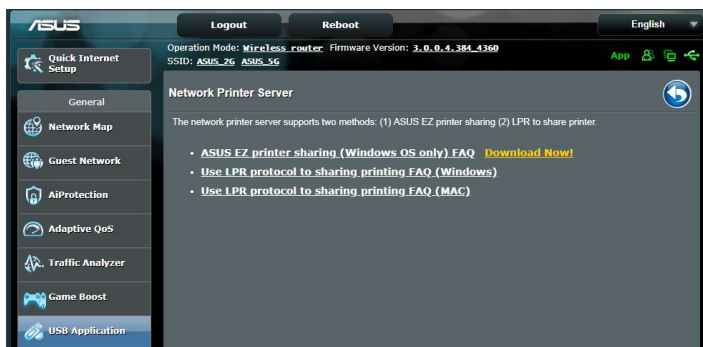 ASUS
Logout
Reboot
English
Operation Mode: Wireless router Firmware Version: 3.0.0.4.384_4360
SSID: ASUS_2G ASUS_5G
App
Quick Internet
Setup
General
Network Map
Guest Network
AiProtection
Adaptive QoS
Traffic Analyzer
Game Boost
USB Application
Network Printer Server
The network printer server supports two methods: (1) ASUS EZ printer sharing (2) LPR to share printer.
• ASUS EZ printer sharing (Windows OS only) FAQ Download Now!
• Use LPR protocol to sharing printing FAQ (Windows)
• Use LPR protocol to sharing printing FAQ (MAC)